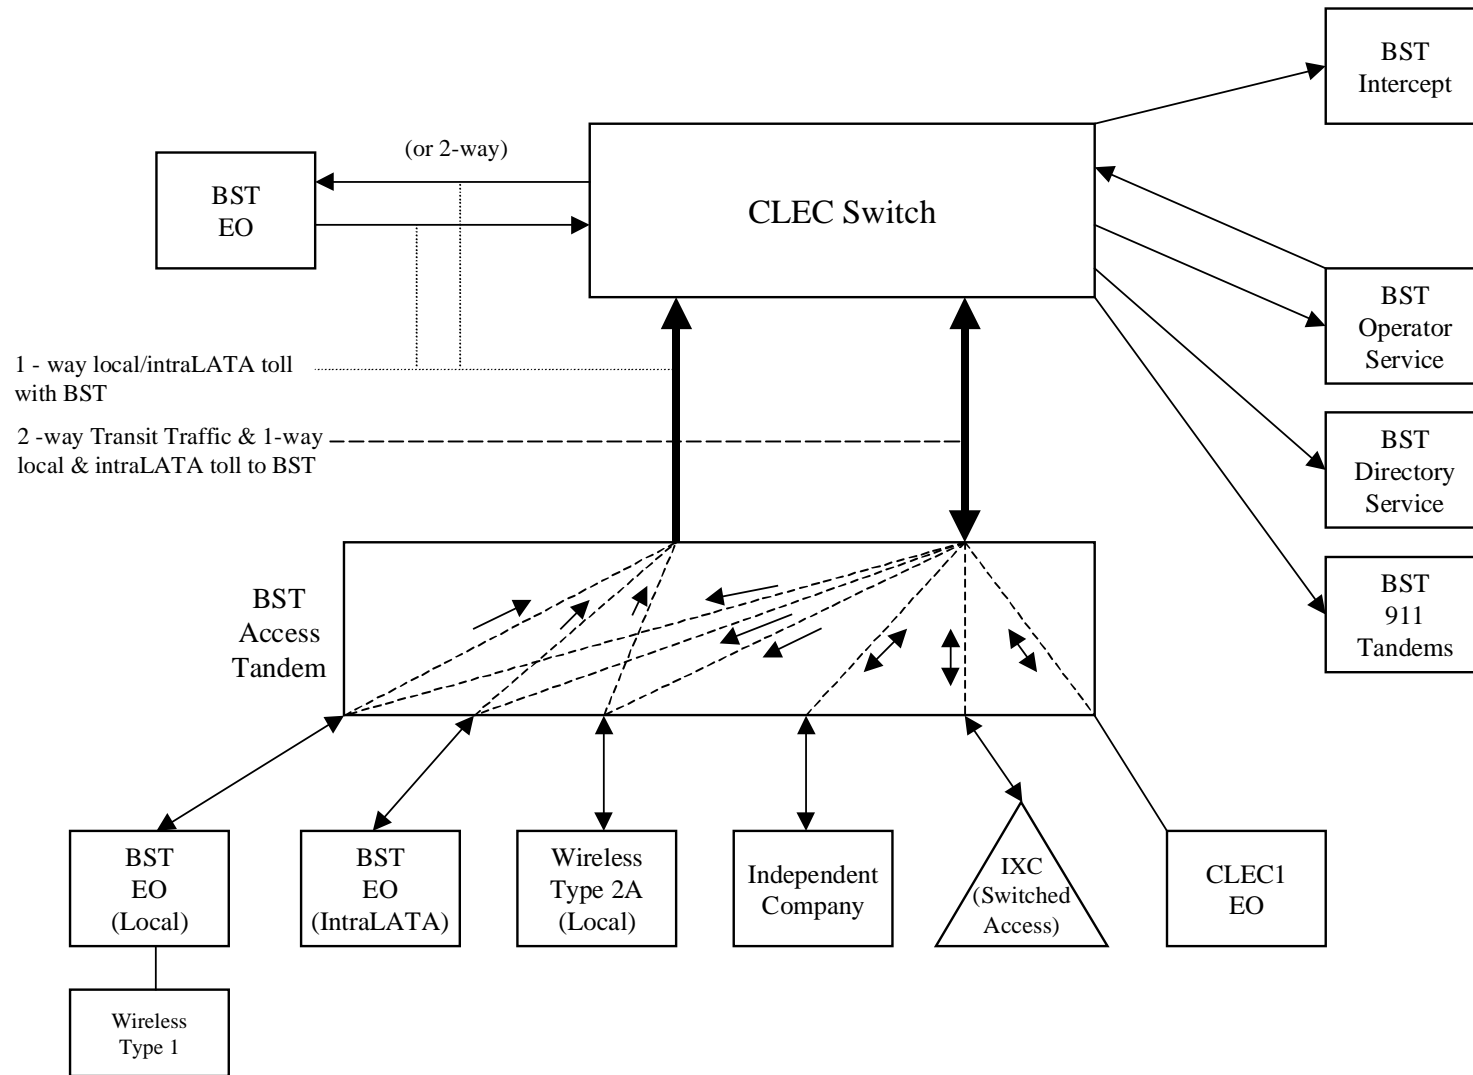 BST
Intercept
(or 2-way)
BST
EO
CLEC Switch
BST
Operator
Service
1 - way local/intraLATA toll
with BST
2 -way Transit Traffic & 1-way
local & intraLATA toll to BST
BST
Directory
Service
BST
911
Tandems
BST
Access
Tandem
BST
EO
(Local)
BST
EO
(IntraLATA)
Wireless
Type 2A
(Local)
Independent
Company
IXC
(Switched
Access)
CLEC1
EO
Wireless
Type 1